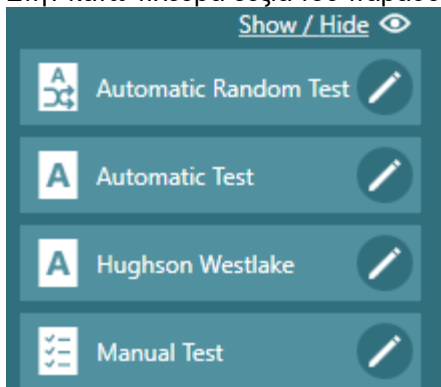 Show / Hide
A
Automatic Random Test
A
Automatic Test
A
Hughson Westlake
Manual Test